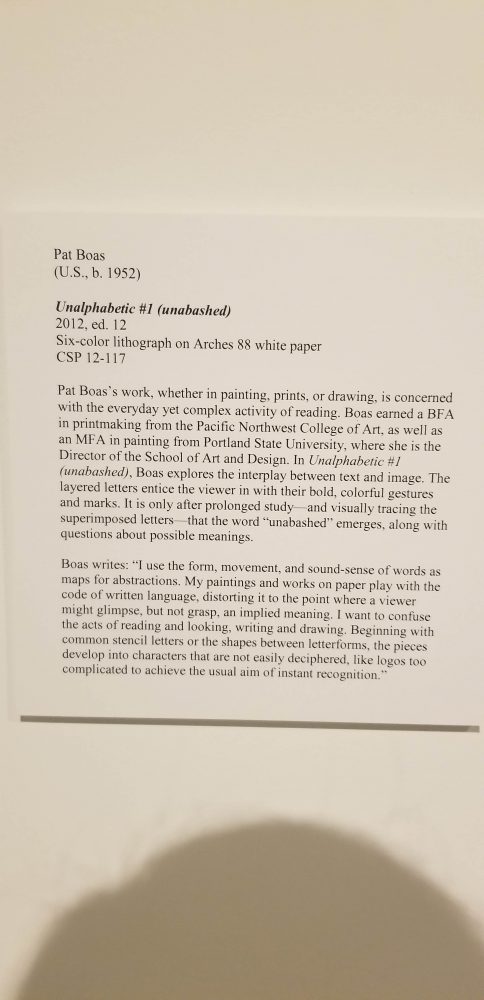 Pat Boas
(U.S., b. 1952)
Unalphabetic #1 (unabashed)
2012, ed. 12
Six-color lithograph on Arches 88 white paper
CSP 12-117
Pat Boas's work, whether in painting, prints, or drawing, is concerned
with the everyday yet complex activity of reading. Boas earned a BFA
in printmaking from the Pacific Northwest College of Art, as well as
an MFA in painting from Portland State University, where she is the
Director of the School of Art and Design. In Unalphabetic #1
(unabashed), Boas explores the interplay between text and image. The
layered letters entice the viewer in with their bold, colorful gestures
and marks. It is only after prolonged study—and visually tracing the
superimposed letters—that the word “unabashed” emerges, along with
questions about possible meanings.
Boas writes: “I use the form, movement, and sound-sense of words as
maps for abstractions. My paintings and works on paper play with the
code of written language, distorting it to the point where a viewer
might glimpse, but not grasp, an implied meaning. I want to confuse
the acts of reading and looking, writing and drawing. Beginning with
common stencil letters or the shapes between letterforms, the pieces
develop into characters that are not easily deciphered, like logos too
complicated to achieve the usual aim of instant recognition.”